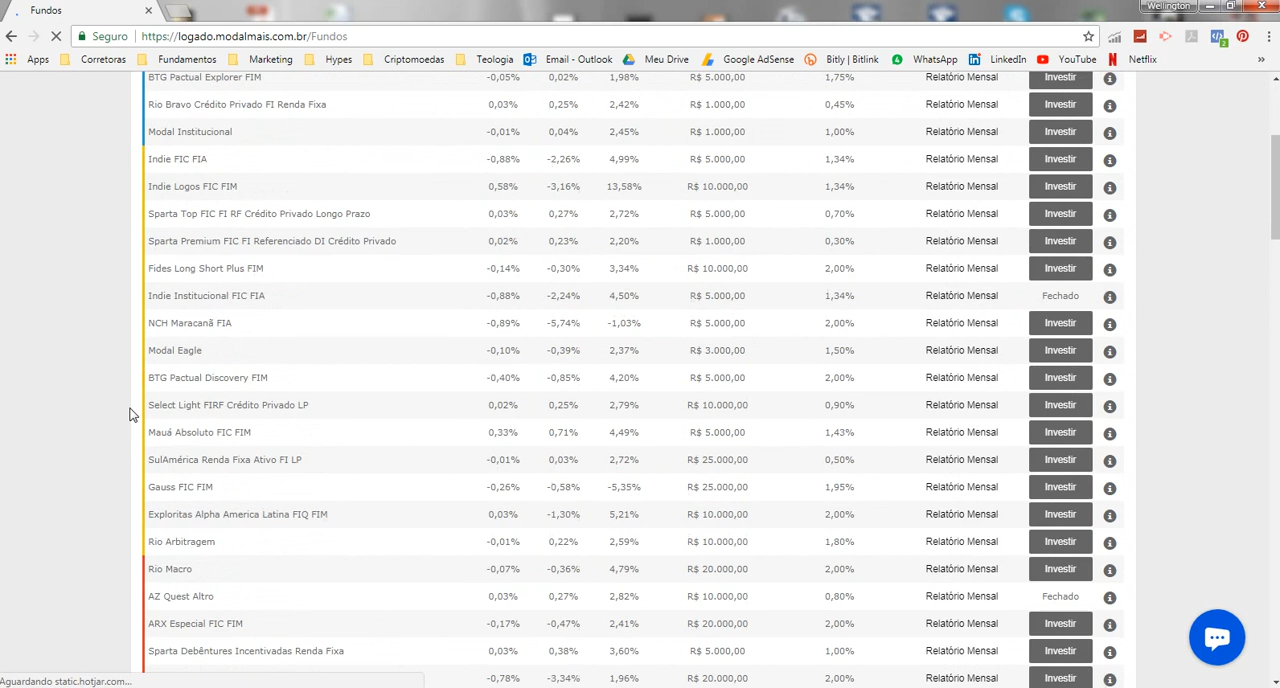 Fundos
Wellington
Seguro https://logado.modalmais.com.br/Fundos
2
Apps Corretoras Fundamentos Marketing Hypes Criptmoedas Teologia Email - Outlook Meu Drive Google AdSense Bitly | Bitlink WhatsApp LinkedIn YouTube Netflix »
BTG Pactual Explorer FIM -0,05% 0,02% 1,98% R$ 5.000,00 1,75% Relatório Mensal Investir
Rio Bravo Crédito Privado FI Renda Fixa 0,03% 0,25% 2,42% R$ 1.000,00 0,45% Relatório Mensal Investir
Modal Institucional -0,01% 0,04% 2,45% R$ 1.000,00 1,00% Relatório Mensal Investir
Indie FIC FIA -0,88% -2,26% 4,99% R$ 5.000,00 1,34% Relatório Mensal Investir
Indie Logos FIC FIM 0,58% -3,16% 13,58% R$ 10.000,00 1,34% Relatório Mensal Investir
Sparta Top FIC FI RF Crédito Privado Longo Prazo 0,03% 0,27% 2,72% R$ 5.000,00 0,70% Relatório Mensal Investir
Sparta Premium FIC FI Referenciado DI Crédito Privado 0,02% 0,23% 2,20% R$ 1.000,00 0,30% Relatório Mensal Investir
Fides Long Short Plus FIM -0,14% -0,30% 3,34% R$ 10.000,00 2,00% Relatório Mensal Investir
Indie Institucional FIC FIA -0,88% -2,24% 4,50% R$ 5.000,00 1,34% Relatório Mensal Fechado
NCH Maracanã FIA -0,89% -5,74% -1,03% R$ 5.000,00 2,00% Relatório Mensal Investir
Modal Eagle -0,10% -0,39% 2,37% R$ 3.000,00 1,50% Relatório Mensal Investir
BTG Pactual Discovery FIM -0,40% -0,85% 4,20% R$ 5.000,00 2,00% Relatório Mensal Investir
Select Light FIRF Crédito Privado LP 0,02% 0,25% 2,79% R$ 10.000,00 0,90% Relatório Mensal Investir
Mauá Absoluto FIC FIM 0,33% 0,71% 4,49% R$ 5.000,00 1,43% Relatório Mensal Investir
SulAmérica Renda Fixa Ativo FI LP -0,01% 0,03% 2,72% R$ 25.000,00 0,50% Relatório Mensal Investir
Gauss FIC FIM -0,26% -0,58% -5,35% R$ 25.000,00 1,95% Relatório Mensal Investir
Exploritas Alpha America Latina FIQ FIM 0,03% -1,30% 5,21% R$ 10.000,00 2,00% Relatório Mensal Investir
Rio Arbitragem -0,01% 0,22% 2,59% R$ 10.000,00 1,80% Relatório Mensal Investir
Rio Macro -0,07% -0,36% 4,79% R$ 20.000,00 2,00% Relatório Mensal Investir
AZ Quest Altro 0,03% 0,27% 2,82% R$ 10.000,00 0,80% Relatório Mensal Fechado
ARX Especial FIC FIM -0,17% -0,47% 2,41% R$ 20.000,00 2,00% Relatório Mensal Investir
Sparta Debêntures Incentivadas Renda Fixa 0,03% 0,38% 3,60% R$ 5.000,00 1,00% Relatório Mensal Investir
-0,78% -3,34% 1,96% R$ 20.000,00 2,00% Relatório Mensal Investir
Aguardando static.hotjar.com...